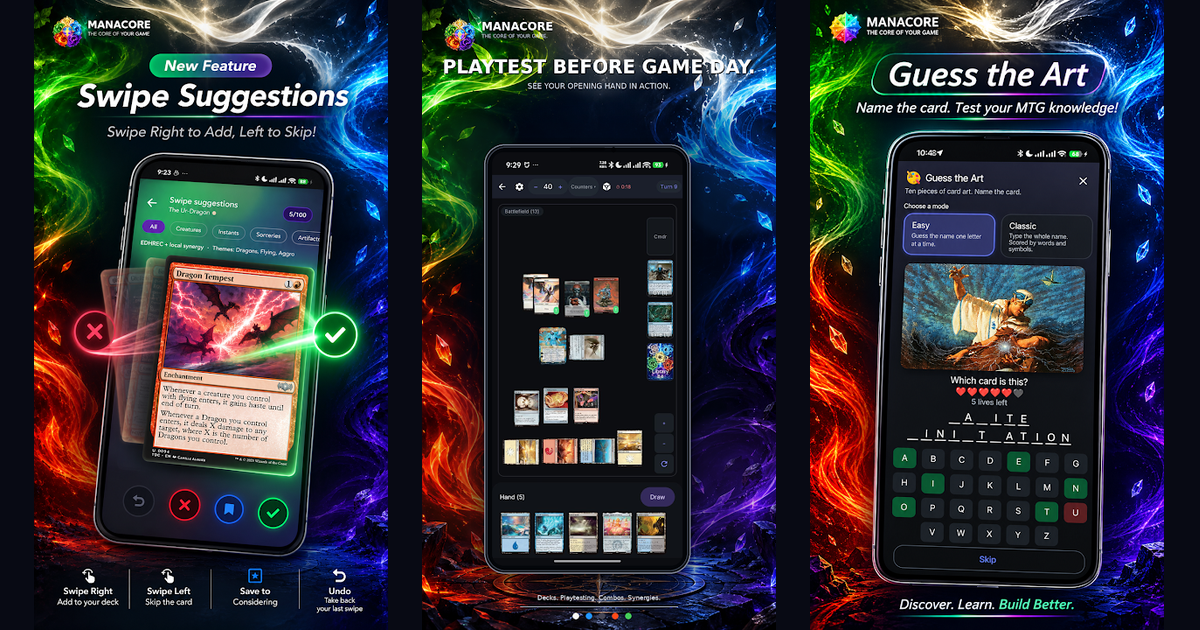 MANACORE
THE CORE OF YOUR GAME
New Feature
Swipe Suggestions
Swipe Right to Add, Left to Skip!
9:23
Swipe suggestions
The Ur-Dragon
5/100
All
Creatures
Instants
Sorceries
Artifacts
EDHREC + local synergy · Themes: Dragons, Flying, Aggro
Dragon Tempest
1
Enchantment
Whenever a creature you control
with flying enters, it gains haste until
end of turn.
Whenever a Dragon you control
enters, it deals X damage to any
target, where X is the number of
Dragons you control.
Swipe Right
Add to your deck
Swipe Left
Skip the card
Save to
Considering
Undo
Take back
your last swipe
MANACORE
THE CORE OF YOUR GAME
PLAYTEST BEFORE GAME DAY.
SEE YOUR OPENING HAND IN ACTION.
9:29
- 40 +
Counters
0:18
Turn 8
Battlefield (13)
Cmdr
Hand (5)
Draw
Decks. Playtesting. Combos. Synergies.
MANACORE
THE CORE OF YOUR GAME
Guess the Art
Name the card. Test your MTG knowledge!
10:48
Guess the Art
Ten pieces of card art. Name the card.
Choose a mode
Easy
Guess the name one letter
at a time.
Classic
Type the whole name.
Scored by words and
symbols.
Which card is this?
5 lives left
_ _ A _ I T E
_ I N I _ T _ A T I O N
A B C D E F G
H I J K L M N
O P Q R S T U
V W X Y Z
Skip
Discover. Learn. Build Better.